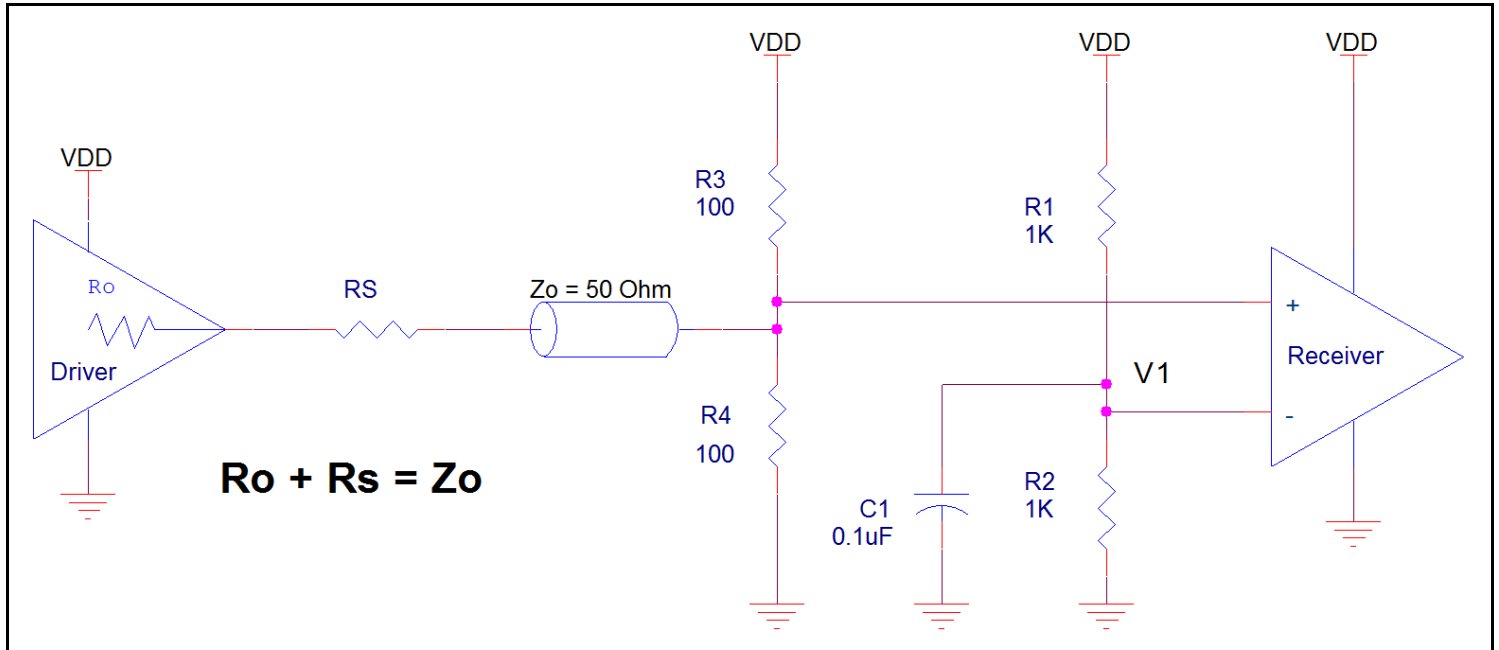 VDD
VDD
VDD
VDD
R3
100
R1
1K
Ro
RS
Zo = 50 Ohm
+
Receiver
Driver
V1
R4
100
-
Ro + Rs = Zo
R2
1K
C1
0.1uF